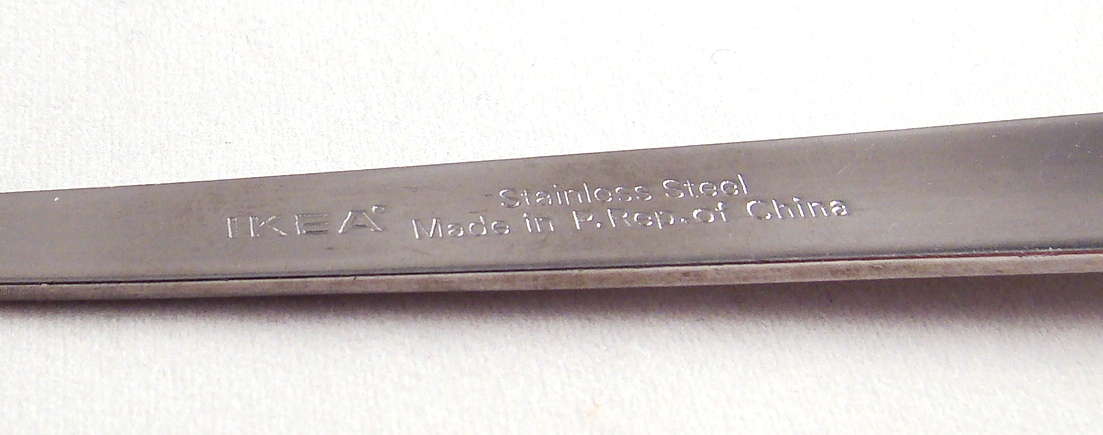 IKEA®
Stainless Steel
Made in P.Rep.of China